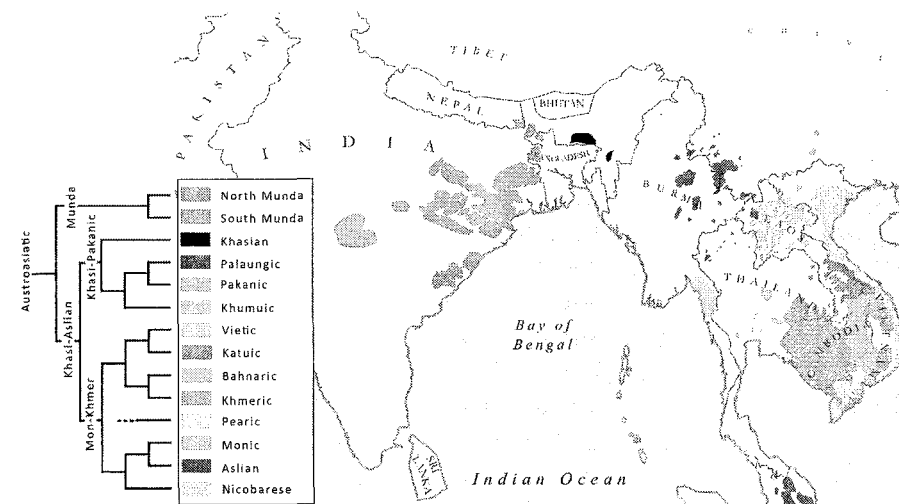 C H I N A
TIBET
PAKISTAN
NEPAL
BHUTAN
INDIA
BANGLADESH
BURMA
LAOS
THAILAND
VIETNAM
CAMBODIA
Bay of
Bengal
SRI
LANKA
Indian Ocean
Austroasiatic
Munda
Khasi-Aslian
Khasi-Pakanic
Mon-Khmer
North Munda
South Munda
Khasian
Palaungic
Pakanic
Khumuic
Vietic
Katuic
Bahnaric
Khmeric
Pearic
Monic
Aslian
Nicobarese